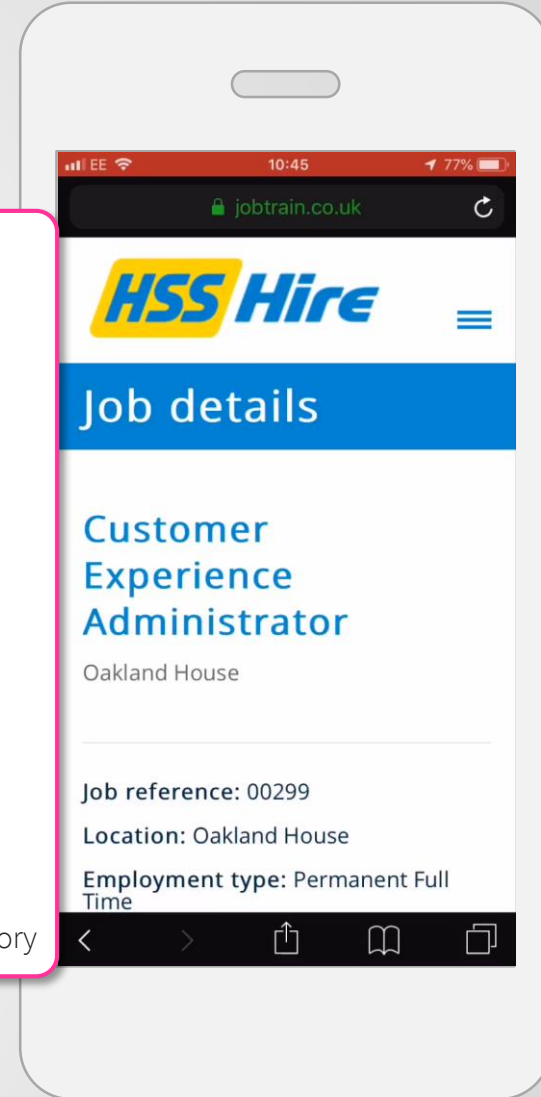 EE
10:45
77%
jobtrain.co.uk
HSS Hire
Job details
Customer
Experience
Administrator
Oakland House
Job reference: 00299
Location: Oakland House
Employment type: Permanent Full
Time